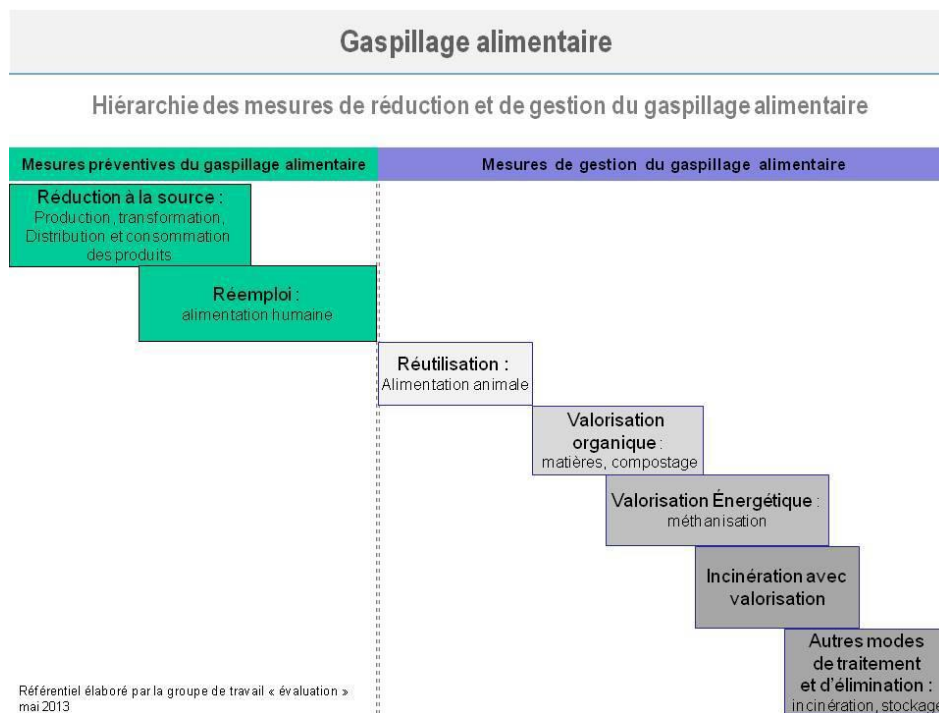 Gaspillage alimentaire
Hiérarchie des mesures de réduction et de gestion du gaspillage alimentaire
Mesures préventives du gaspillage alimentaire
Mesures de gestion du gaspillage alimentaire
Réduction à la source :
Production, transformation,
Distribution et consommation
des produits
Réemploi :
alimentation humaine
Réutilisation :
Alimentation animale
Valorisation
organique :
matières, compostage
Valorisation Énergétique :
méthanisation
Incinération avec
valorisation
Autres modes
de traitement
et d'élimination :
incinération, stockage
Référentiel élaboré par la groupe de travail « évaluation »
mai 2013